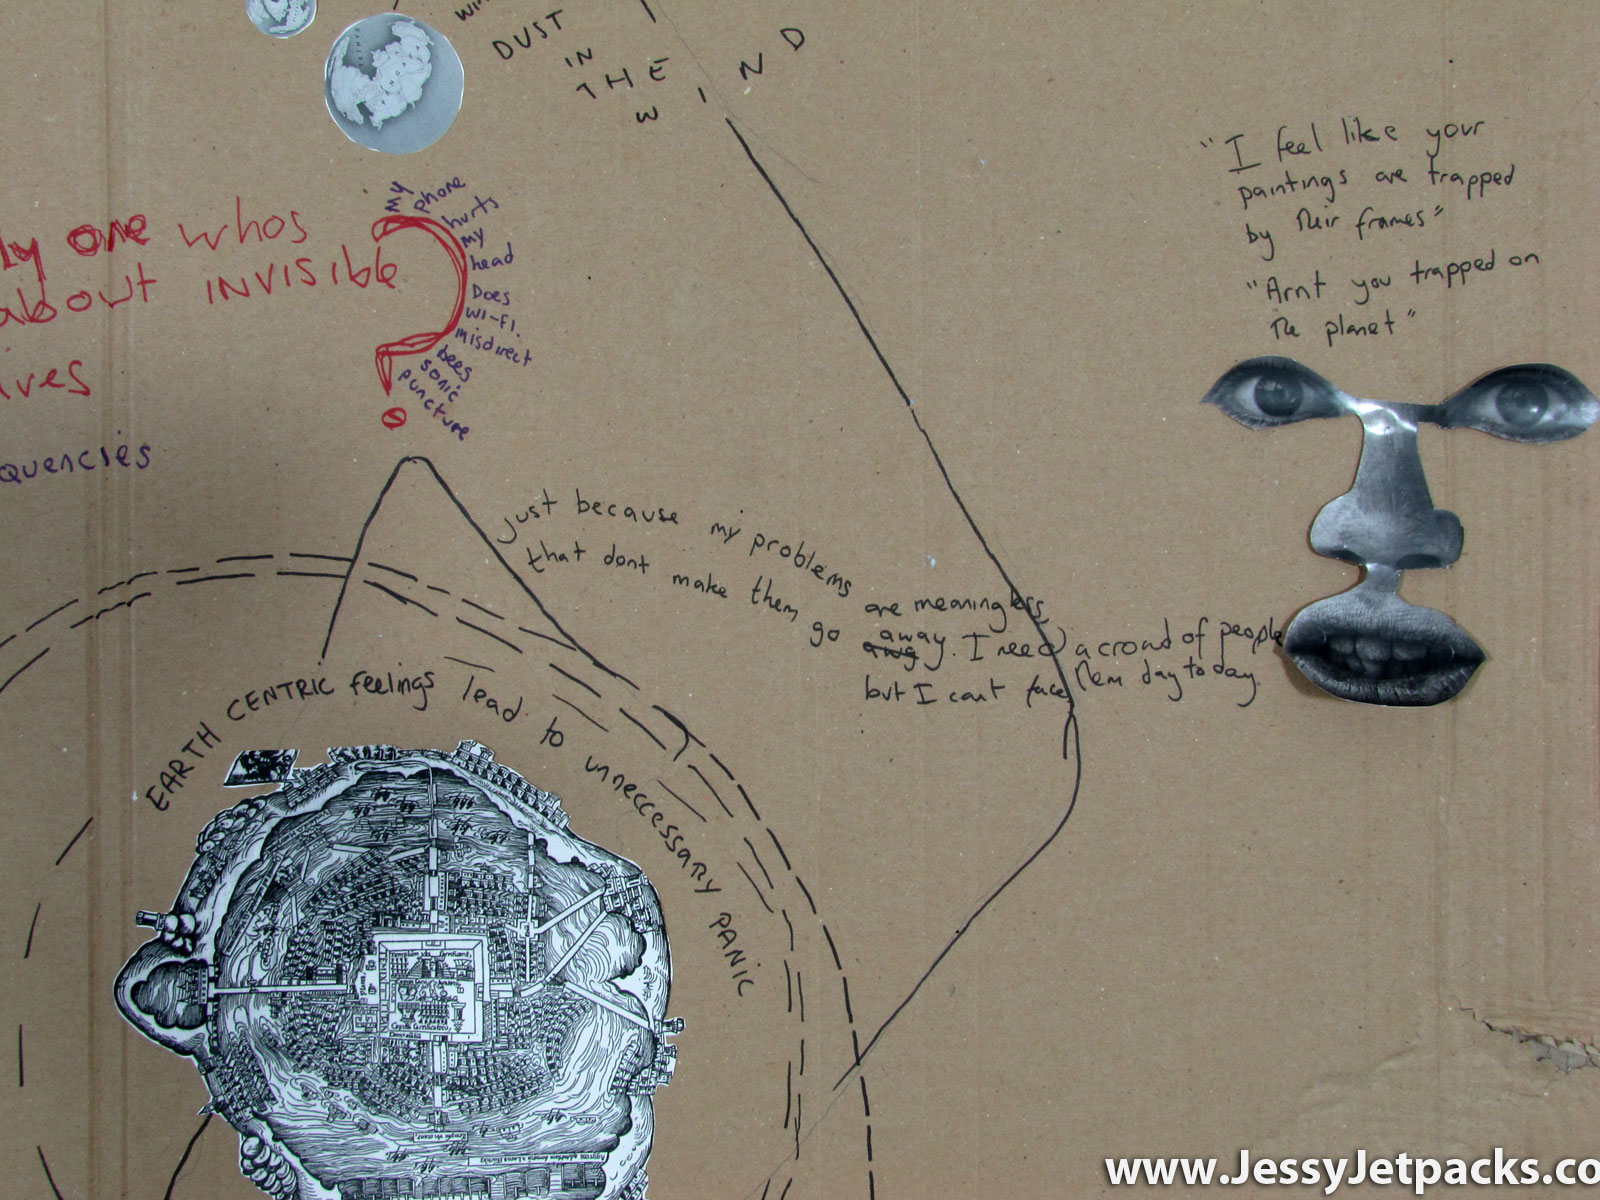 DUST
IN
THE
WIND
"I feel like your
paintings are trapped
by their frames"
"Arnt you trapped on
the planet"
ly one whos
about INVISIBLE
ives
quencies
My
phone
hurts
my
head
Does
WI-FI.
misdirect
bees
sonic
puncture
just because my problems are meaningless,
that dont make them go away. I need a crowd of people
but I cant face them day to day.
EARTH CENTRIC feelings lead to unneccessary PANIC
www.JessyJetpacks.co